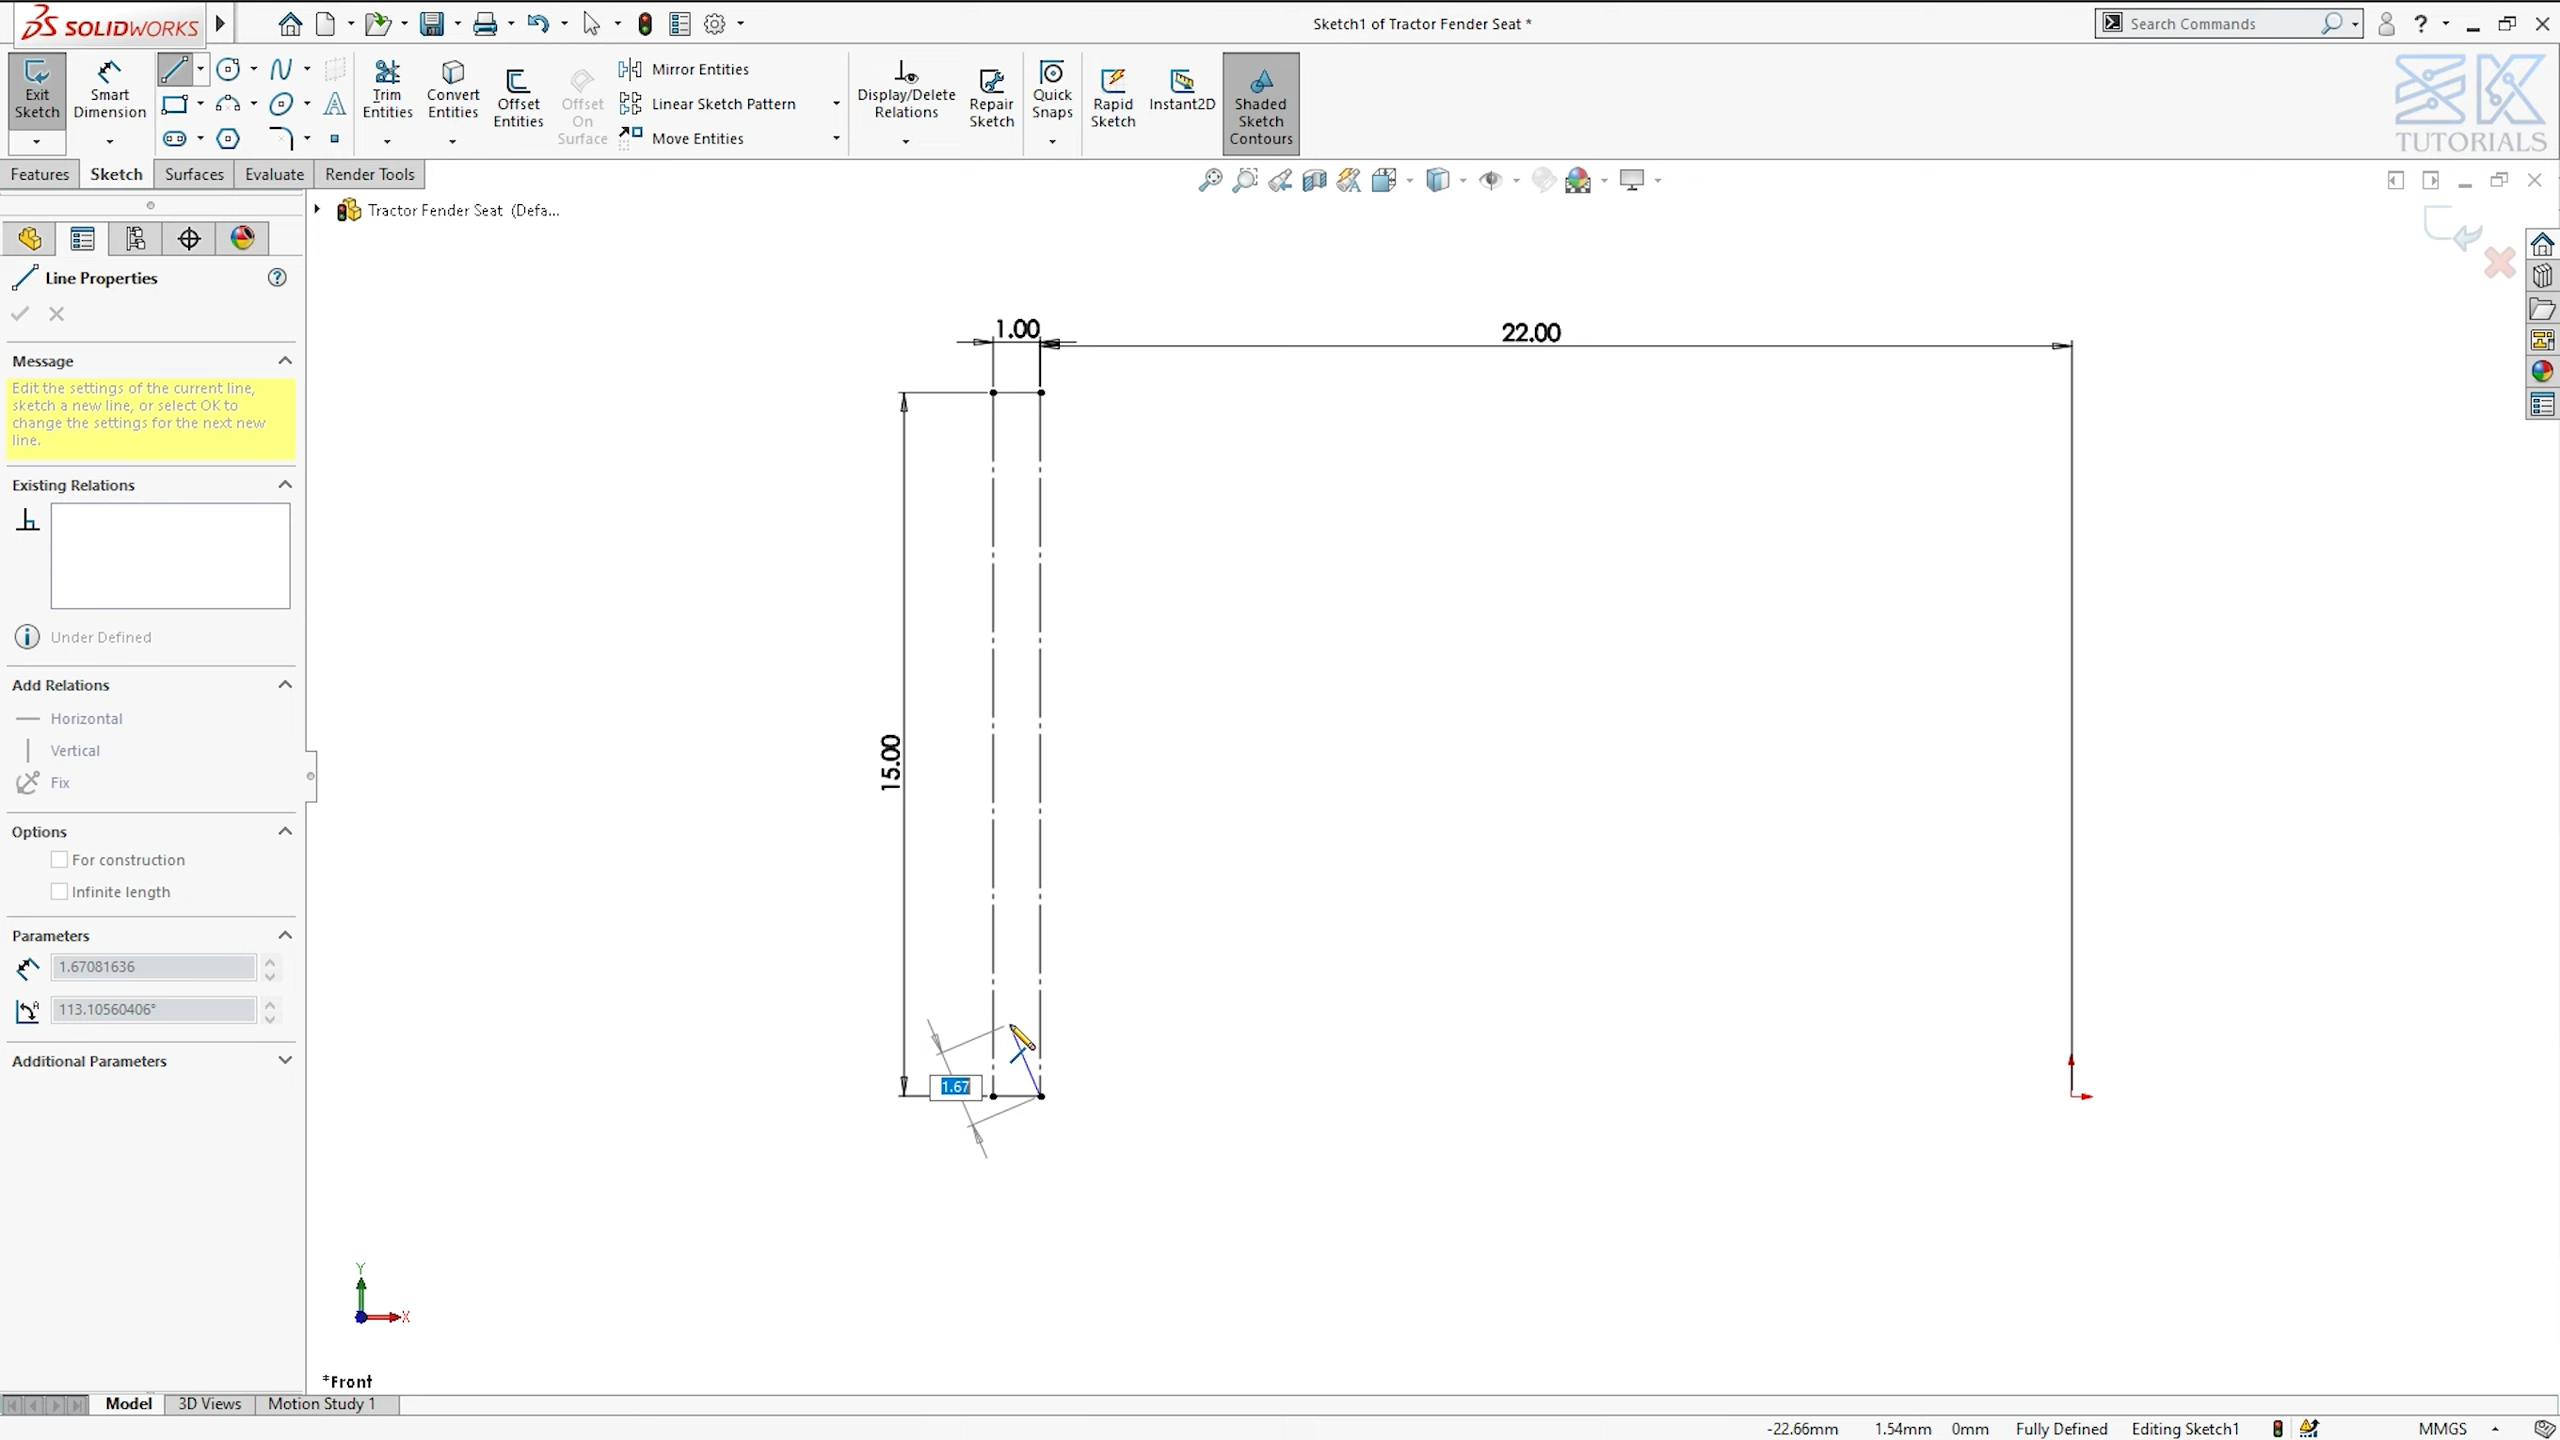 SOLIDWORKS
Sketch1 of Tractor Fender Seat *
Search Commands
?
Exit Sketch
Smart Dimension
Trim Entities
Convert Entities
Offset Entities
Offset On Surface
Mirror Entities
Linear Sketch Pattern
Move Entities
Display/Delete Relations
Repair Sketch
Quick Snaps
Rapid Sketch
Instant2D
Shaded Sketch Contours
TUTORIALS
Features
Sketch
Surfaces
Evaluate
Render Tools
Tractor Fender Seat (Defa...
Line Properties
Message
Edit the settings of the current line,
sketch a new line, or select OK to
change the settings for the next new
line.
Existing Relations
Under Defined
Add Relations
Horizontal
Vertical
Fix
Options
For construction
Infinite length
Parameters
1.67081636
113.10560406°
Additional Parameters
1.00
22.00
15.00
1.67
Y
X
*Front
Model
3D Views
Motion Study 1
-22.66mm
1.54mm
0mm
Fully Defined
Editing Sketch1
MMGS